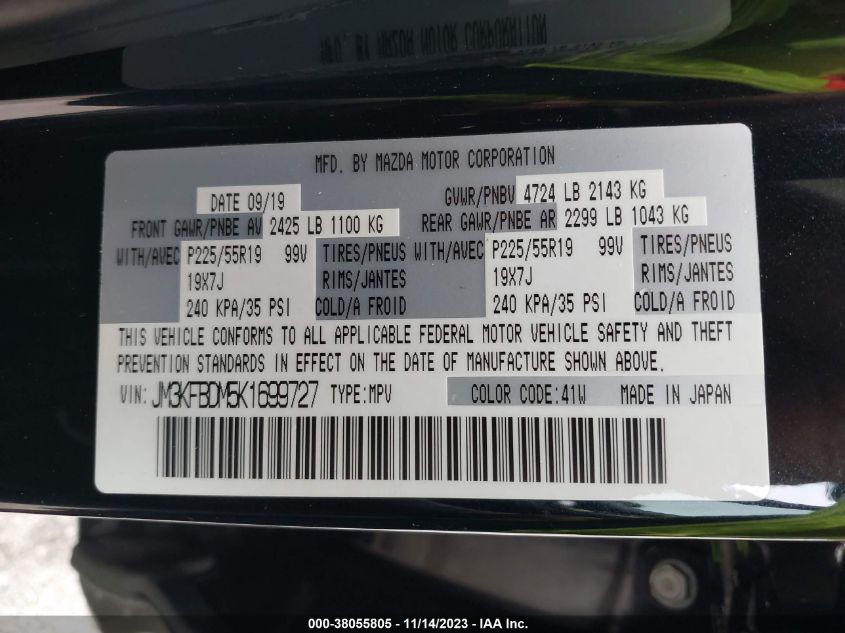 MFD. BY MAZDA MOTOR CORPORATION
DATE 09/19 GVWR/PNBV 4724 LB 2143 KG
FRONT GAWR/PNBE AV 2425 LB 1100 KG REAR GAWR/PNBE AR 2299 LB 1043 KG
WITH/AVEC P225/55R19 99V TIRES/PNEUS WITH/AVEC P225/55R19 99V TIRES/PNEUS
19X7J RIMS/JANTES 19X7J RIMS/JANTES
240 KPA/35 PSI COLD/A FROID 240 KPA/35 PSI COLD/A FROID
THIS VEHICLE CONFORMS TO ALL APPLICABLE FEDERAL MOTOR VEHICLE SAFETY AND THEFT
PREVENTION STANDARDS IN EFFECT ON THE DATE OF MANUFACTURE SHOWN ABOVE.
VIN: JM3KFBDM5K1699727 TYPE:MPV COLOR CODE:41W MADE IN JAPAN
000-38055805 - 11/14/2023 - IAA Inc.